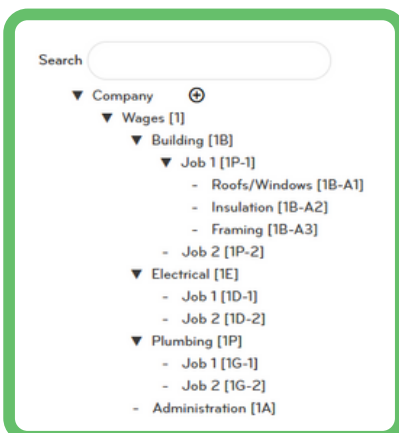 Search
Company
Wages [1]
Building [1B]
Job 1 [1P-1]
- Roofs/Windows [1B-A1]
- Insulation [1B-A2]
- Framing [1B-A3]
- Job 2 [1P-2]
Electrical [1E]
- Job 1 [1D-1]
- Job 2 [1D-2]
Plumbing [1P]
- Job 1 [1G-1]
- Job 2 [1G-2]
- Administration [1A]